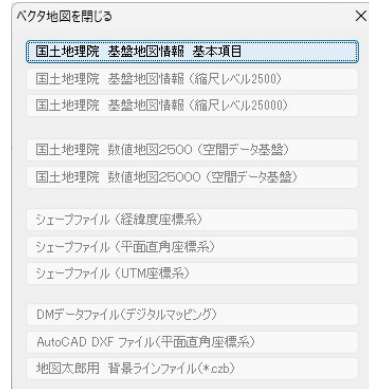 ベクタ地図を閉じる
国土地理院 基盤地図情報 基本項目
国土地理院 基盤地図情報（縮尺レベル2500）
国土地理院 基盤地図情報（縮尺レベル25000）
国土地理院 数値地図2500（空間データ基盤）
国土地理院 数値地図25000（空間データ基盤）
シェープファイル（経緯度座標系）
シェープファイル（平面直角座標系）
シェープファイル（UTM座標系）
DMデータファイル(デジタルマッピング)
AutoCAD DXF ファイル(平面直角座標系)
地図太郎用 背景ラインファイル(*.czb)